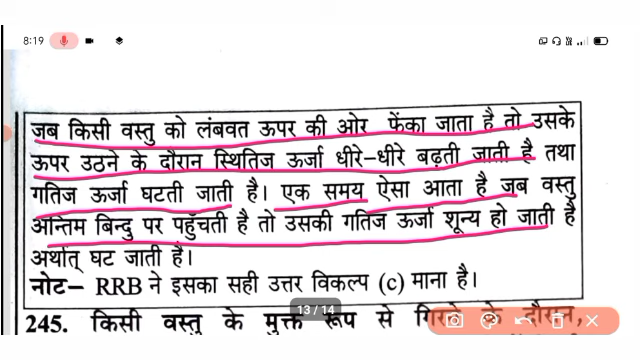 8:19
जब किसी वस्तु को लंबवत ऊपर की ओर फेंका जाता है तो उसके
ऊपर उठने के दौरान स्थितिज ऊर्जा धीरे-धीरे बढ़ती जाती है तथा
गतिज ऊर्जा घटती जाती है। एक समय ऐसा आता है जब वस्तु
अन्तिम बिन्दु पर पहुँचती है तो उसकी गतिज ऊर्जा शून्य हो जाती है
अर्थात् घट जाती है।
नोट– RRB ने इसका सही उत्तर विकल्प (c) माना है।
13 / 14
245. किसी वस्तु के मुक्त रूप से गिरने के दौरान,